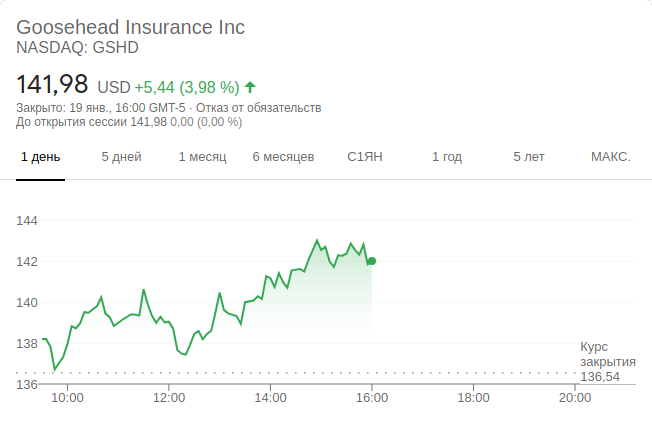 Goosehead Insurance Inc
NASDAQ: GSHD
141,98 USD +5,44 (3,98 %)
Закрыто: 19 янв., 16:00 GMT-5 · Отказ от обязательств
До открытия сессии 141,98 0,00 (0,00 %)
1 день 5 дней 1 месяц 6 месяцев С1ЯН 1 год 5 лет МАКС.
144
142
140
138
136
Курс
закрытия
136,54
10:00 12:00 14:00 16:00 18:00 20:00